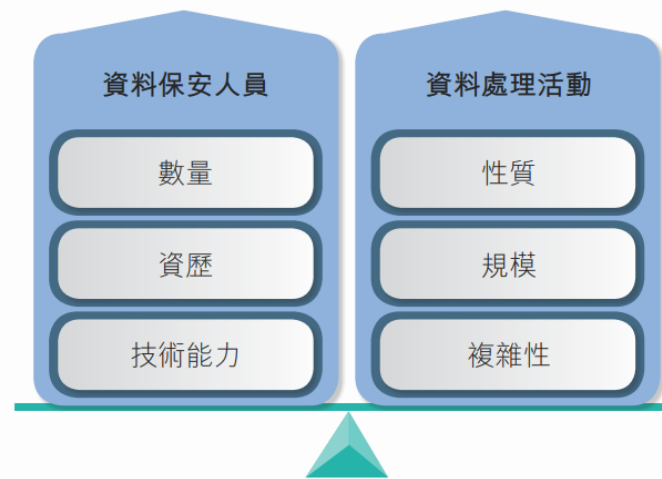 資料保安人員
數量
資歷
技術能力
資料處理活動
性質
規模
複雜性